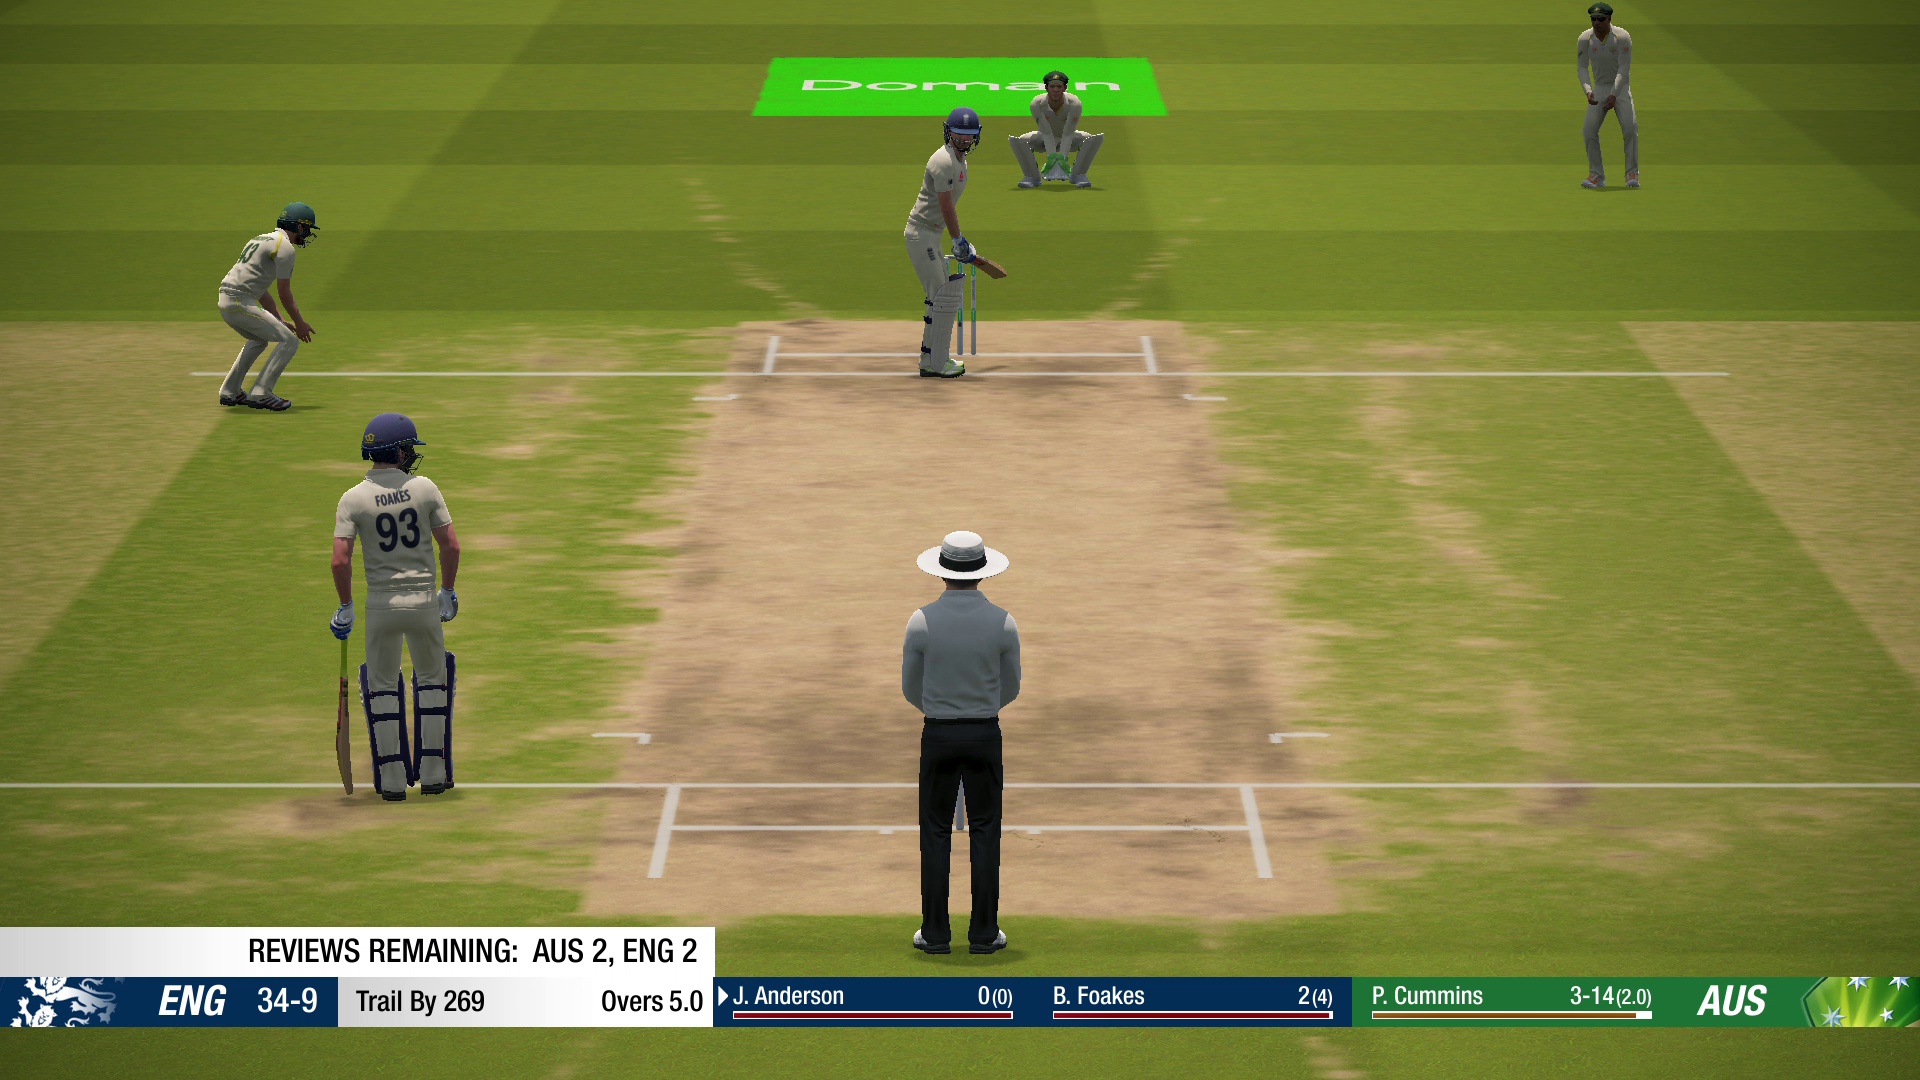 Domain
FOAKES
93
REVIEWS REMAINING: AUS 2, ENG 2
ENG 34-9 Trail By 269 Overs 5.0 J. Anderson 0(0) B. Foakes 2(4) P. Cummins 3-14(2.0) AUS